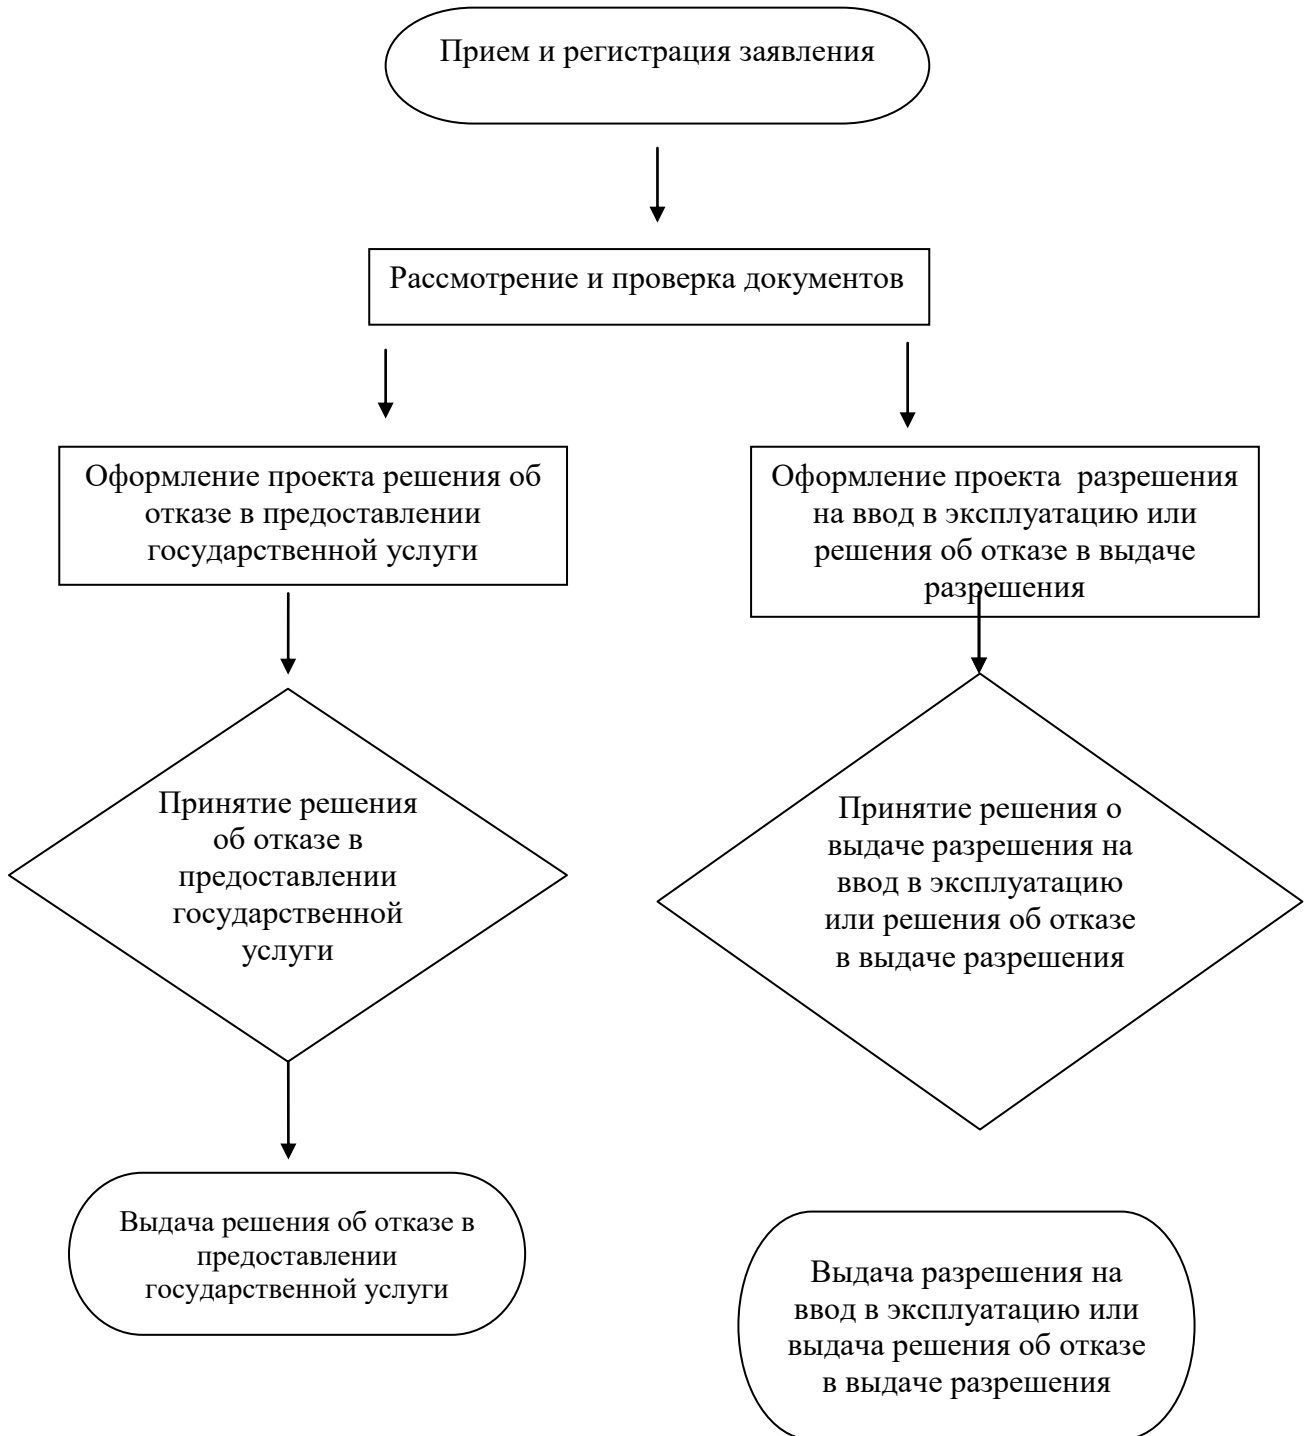 Прием и регистрация заявления
Рассмотрение и проверка документов
Оформление проекта решения об
отказе в предоставлении
государственной услуги
Оформление проекта  разрешения
на ввод в эксплуатацию или
решения об отказе в выдаче
разрешения
Принятие решения
об отказе в
предоставлении
государственной
услуги
Принятие решения о
выдаче разрешения на
ввод в эксплуатацию
или решения об отказе
в выдаче разрешения
Выдача решения об отказе в
предоставлении
государственной услуги
Выдача разрешения на
ввод в эксплуатацию или
выдача решения об отказе
в выдаче разрешения